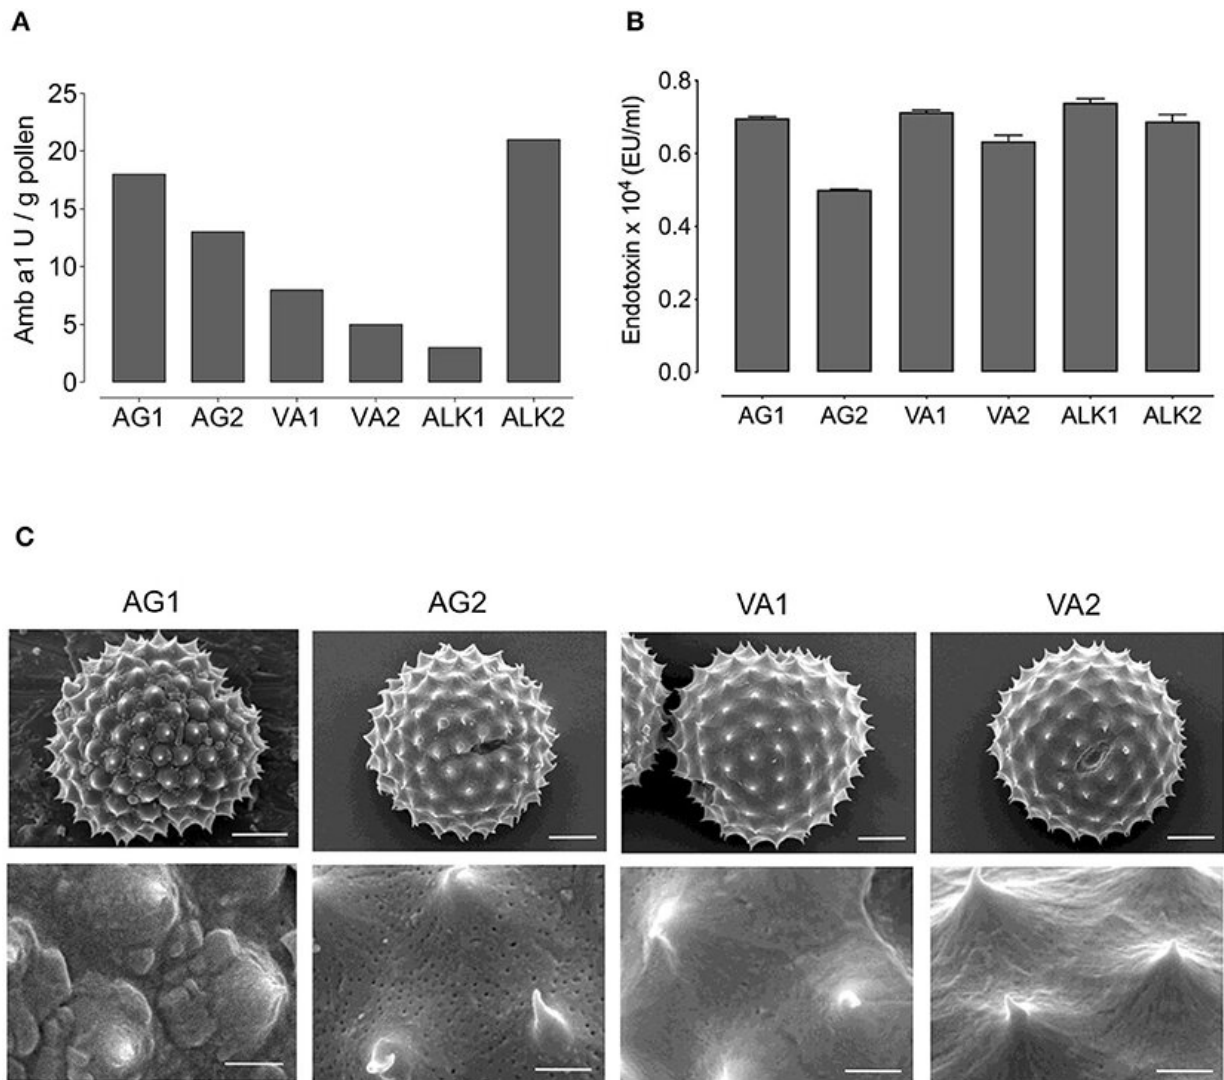 A
Amb a1 U / g pollen
25
20
15
10
5
0
AG1 AG2 VA1 VA2 ALK1 ALK2
B
Endotoxin x 10⁴ (EU/ml)
0.8
0.6
0.4
0.2
0.0
AG1 AG2 VA1 VA2 ALK1 ALK2
C
AG1 AG2 VA1 VA2